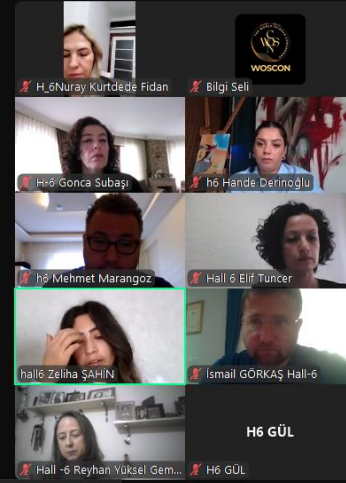 H_6Nuray Kurtdede Fidan
WOSCON
Bilgi Seli
H-6 Gonca Subaşı
h6 Hande Derinoğlu
h6 Mehmet Marangoz
Hall 6 Elif Tuncer
hall6 Zeliha ŞAHİN
İsmail GÖRKAŞ Hall-6
Hall -6 Reyhan Yüksel Gem...
H6 GÜL
H6 GÜL